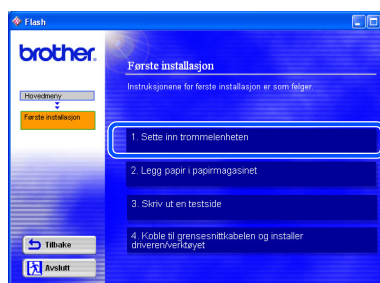 Flash
brother.
Første installasjon
Instruksjonene for første installasjon er som følger
Hovedmeny
Første installasjon
1. Sette inn trommelenheten
2. Legg papir i papirmagasinet
3. Skriv ut en testside
4. Koble til grensesnittkabelen og installer
driveren/verktøyet
Tilbake
Avslutt